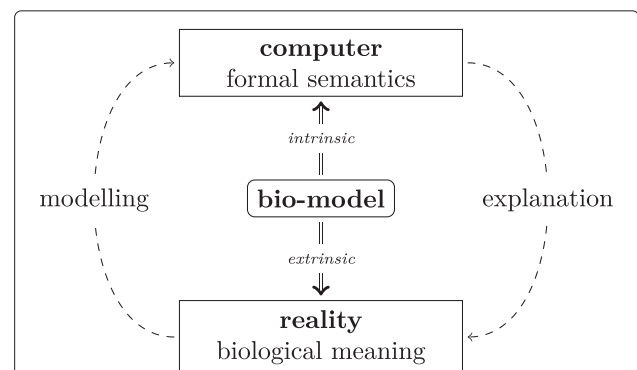 computer
formal semantics
intrinsic
modelling
bio-model
explanation
extrinsic
reality
biological meaning